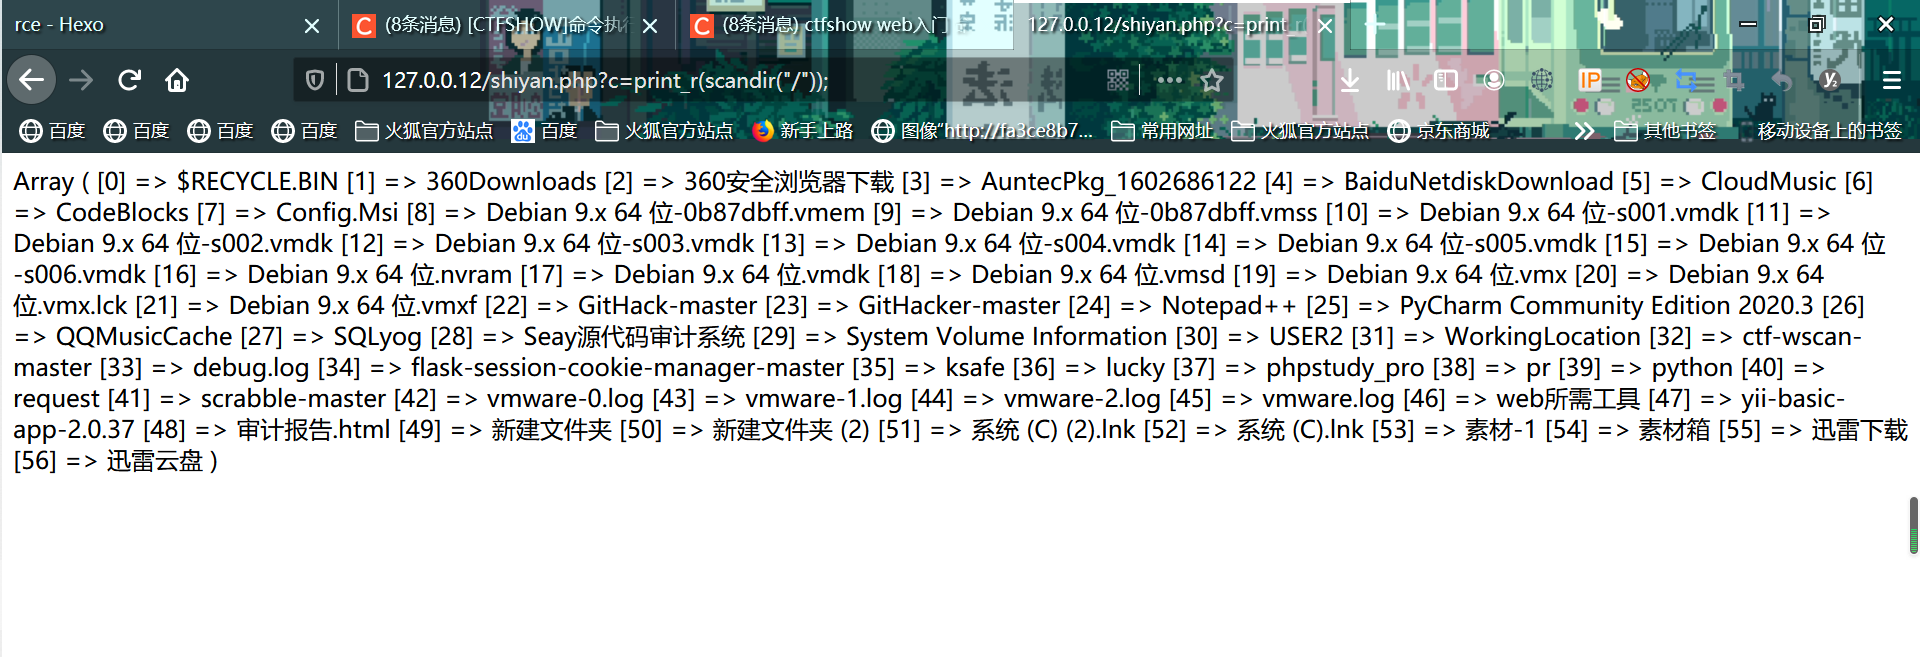 rce - Hexo
(8条消息) [CTFSHOW]命令执行
(8条消息) ctfshow web入门
127.0.0.12/shiyan.php?c=print_r
127.0.0.12/shiyan.php?c=print_r(scandir("/"));
IP
百度 百度 百度 百度 火狐官方站点 百度 火狐官方站点 新手上路 图像“http://fa3ce8b7... 常用网址 火狐官方站点 京东商城 其他书签 移动设备上的书签
Array ( [0] => $RECYCLE.BIN [1] => 360Downloads [2] => 360安全浏览器下载 [3] => AuntecPkg_1602686122 [4] => BaiduNetdiskDownload [5] => CloudMusic [6]
=> CodeBlocks [7] => Config.Msi [8] => Debian 9.x 64 位-0b87dbff.vmem [9] => Debian 9.x 64 位-0b87dbff.vmss [10] => Debian 9.x 64 位-s001.vmdk [11] =>
Debian 9.x 64 位-s002.vmdk [12] => Debian 9.x 64 位-s003.vmdk [13] => Debian 9.x 64 位-s004.vmdk [14] => Debian 9.x 64 位-s005.vmdk [15] => Debian 9.x 64 位
-s006.vmdk [16] => Debian 9.x 64 位.nvram [17] => Debian 9.x 64 位.vmdk [18] => Debian 9.x 64 位.vmsd [19] => Debian 9.x 64 位.vmx [20] => Debian 9.x 64
位.vmx.lck [21] => Debian 9.x 64 位.vmxf [22] => GitHack-master [23] => GitHacker-master [24] => Notepad++ [25] => PyCharm Community Edition 2020.3 [26]
=> QQMusicCache [27] => SQLyog [28] => Seay源代码审计系统 [29] => System Volume Information [30] => USER2 [31] => WorkingLocation [32] => ctf-wscan-
master [33] => debug.log [34] => flask-session-cookie-manager-master [35] => ksafe [36] => lucky [37] => phpstudy_pro [38] => pr [39] => python [40] =>
request [41] => scrabble-master [42] => vmware-0.log [43] => vmware-1.log [44] => vmware-2.log [45] => vmware.log [46] => web所需工具 [47] => yii-basic-
app-2.0.37 [48] => 审计报告.html [49] => 新建文件夹 [50] => 新建文件夹 (2) [51] => 系统 (C) (2).lnk [52] => 系统 (C).lnk [53] => 素材-1 [54] => 素材箱 [55] => 迅雷下载
[56] => 迅雷云盘 )